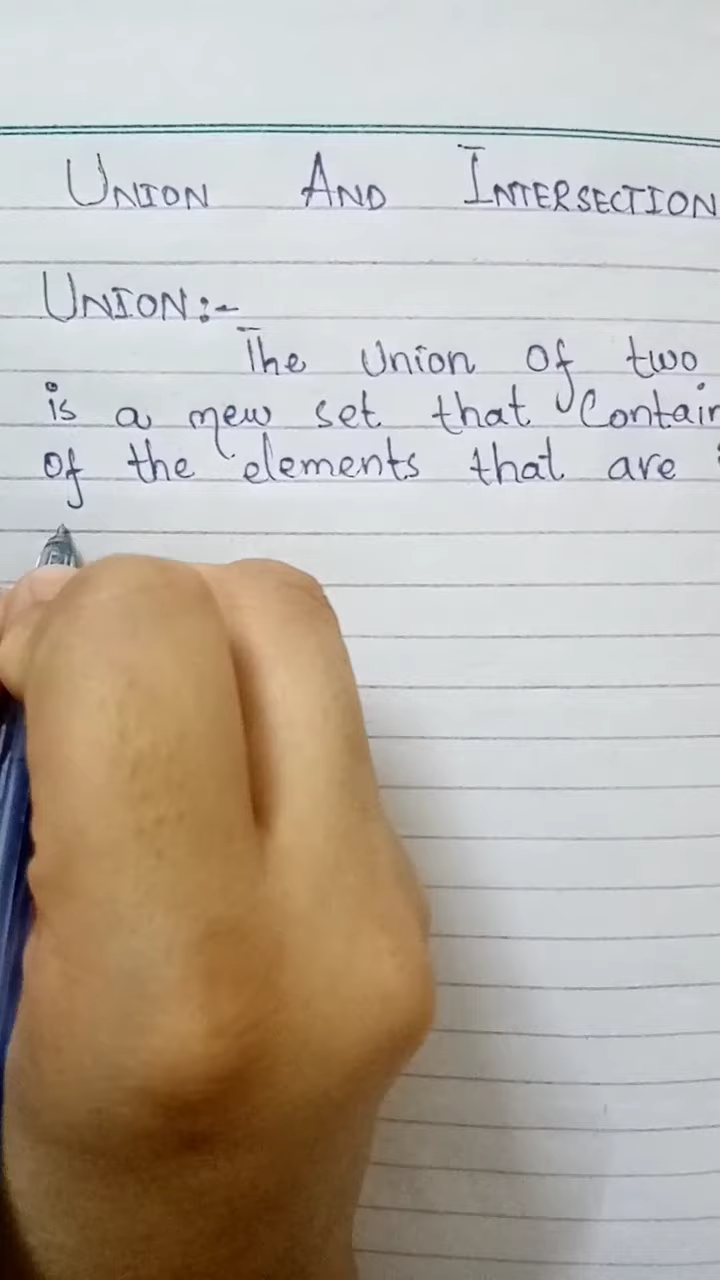 UNION AND INTERSECTION
UNION:-
The Union of two
is a new set that Contain
of the elements that are